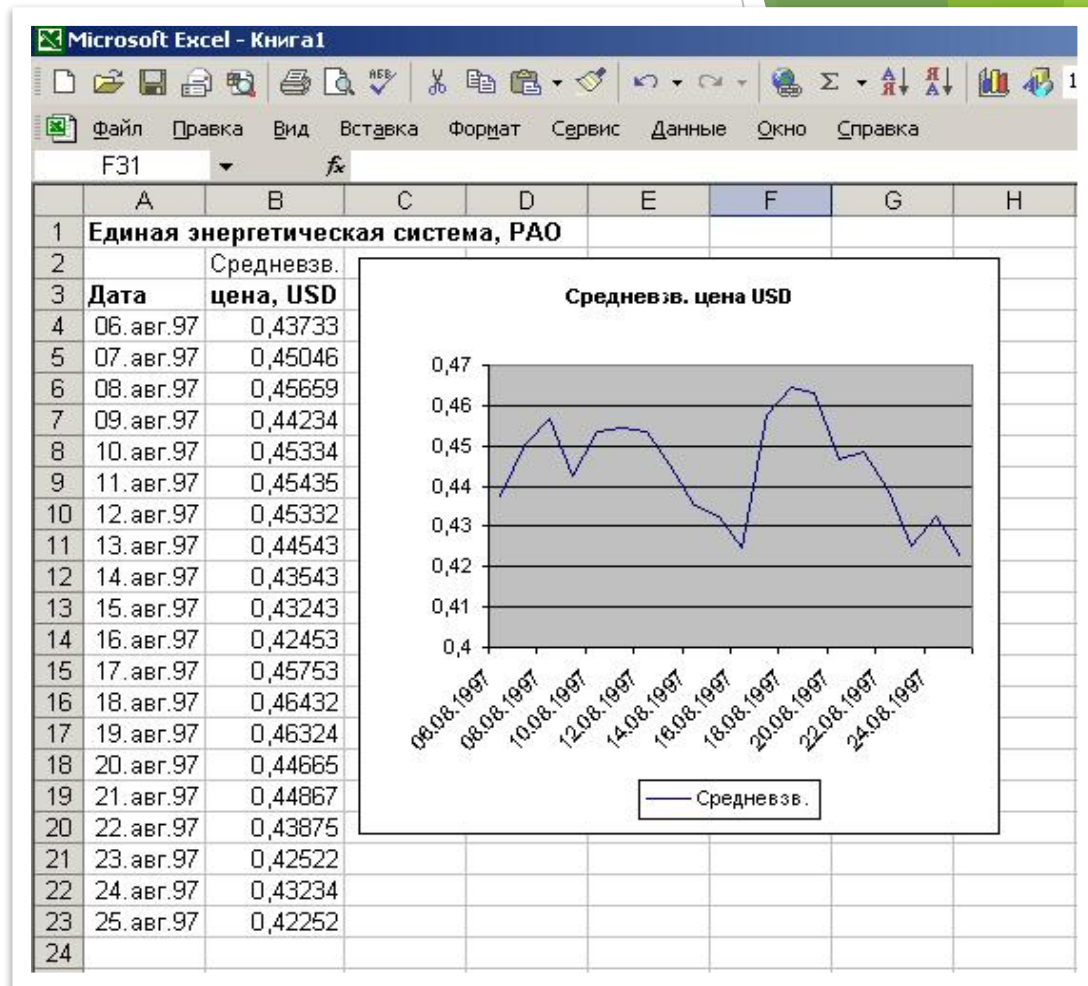 Microsoft Excel - Книга1
АБВ Σ А Я Я А 1
Файл Правка Вид Вставка Формат Сервис Данные Окно Справка
F31 fx
A B C D E F G H
1 Единая энергетическая система, РАО
2 Средневзв.
3 Дата цена, USD
4 06.авг.97 0,43733
5 07.авг.97 0,45046
6 08.авг.97 0,45659
7 09.авг.97 0,44234
8 10.авг.97 0,45334
9 11.авг.97 0,45435
10 12.авг.97 0,45332
11 13.авг.97 0,44543
12 14.авг.97 0,43543
13 15.авг.97 0,43243
14 16.авг.97 0,42453
15 17.авг.97 0,45753
16 18.авг.97 0,46432
17 19.авг.97 0,46324
18 20.авг.97 0,44665
19 21.авг.97 0,44867
20 22.авг.97 0,43875
21 23.авг.97 0,42522
22 24.авг.97 0,43234
23 25.авг.97 0,42252
24
Средневзв. цена USD
0,47
0,46
0,45
0,44
0,43
0,42
0,41
0,4
06.08.1997 08.08.1997 10.08.1997 12.08.1997 14.08.1997 16.08.1997 18.08.1997 20.08.1997 22.08.1997 24.08.1997
Средневзв.